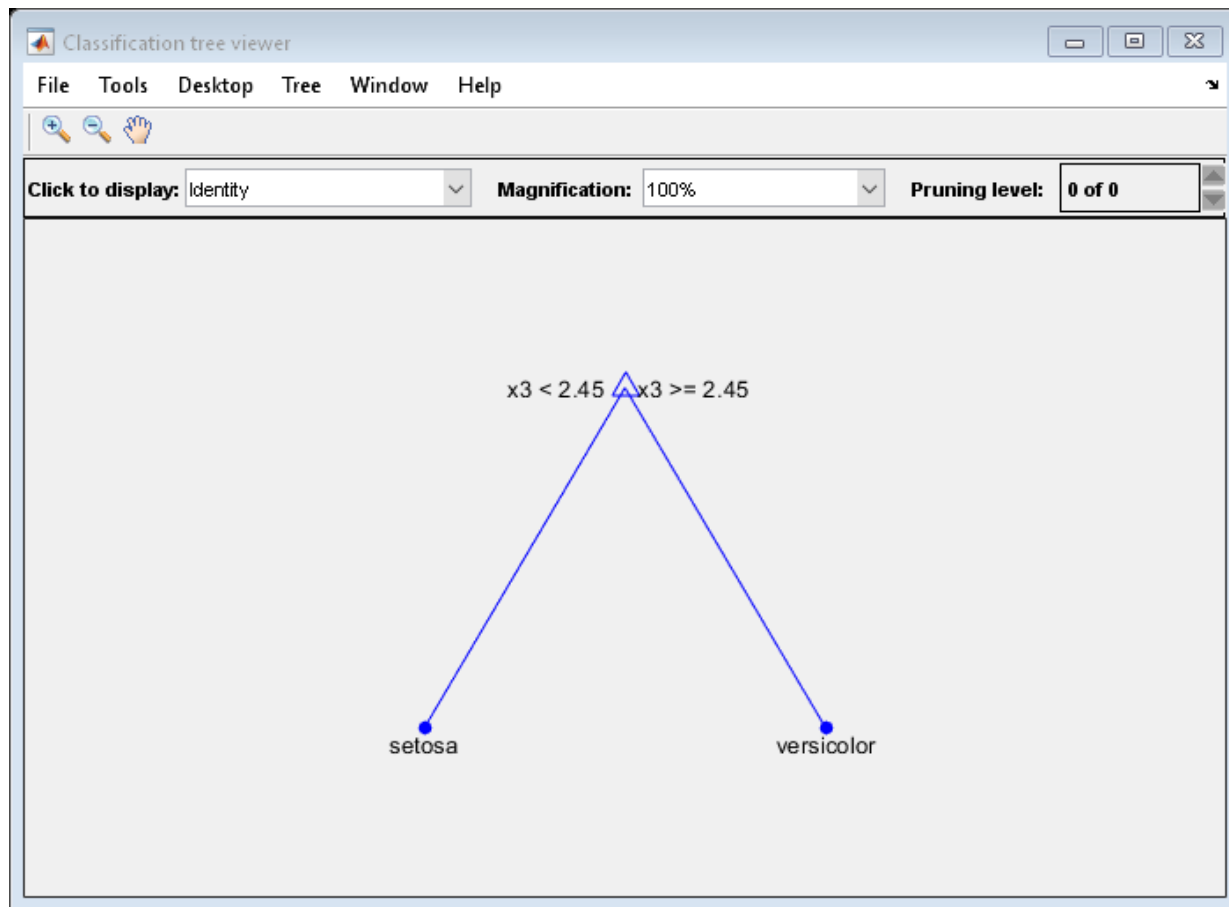 Classification tree viewer
File Tools Desktop Tree Window Help
Click to display: Identity Magnification: 100% Pruning level: 0 of 0
x3 < 2.45 x3 >= 2.45
setosa versicolor